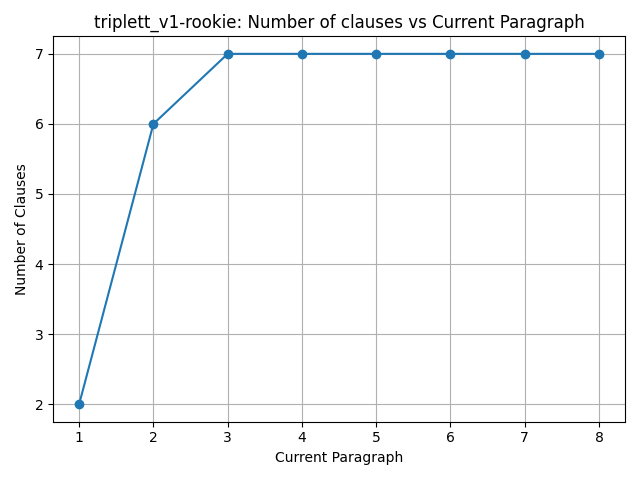 triplett_v1-rookie: Number of clauses vs Current Paragraph
7
6
5
4
3
2
Number of Clauses
1 2 3 4 5 6 7 8
Current Paragraph